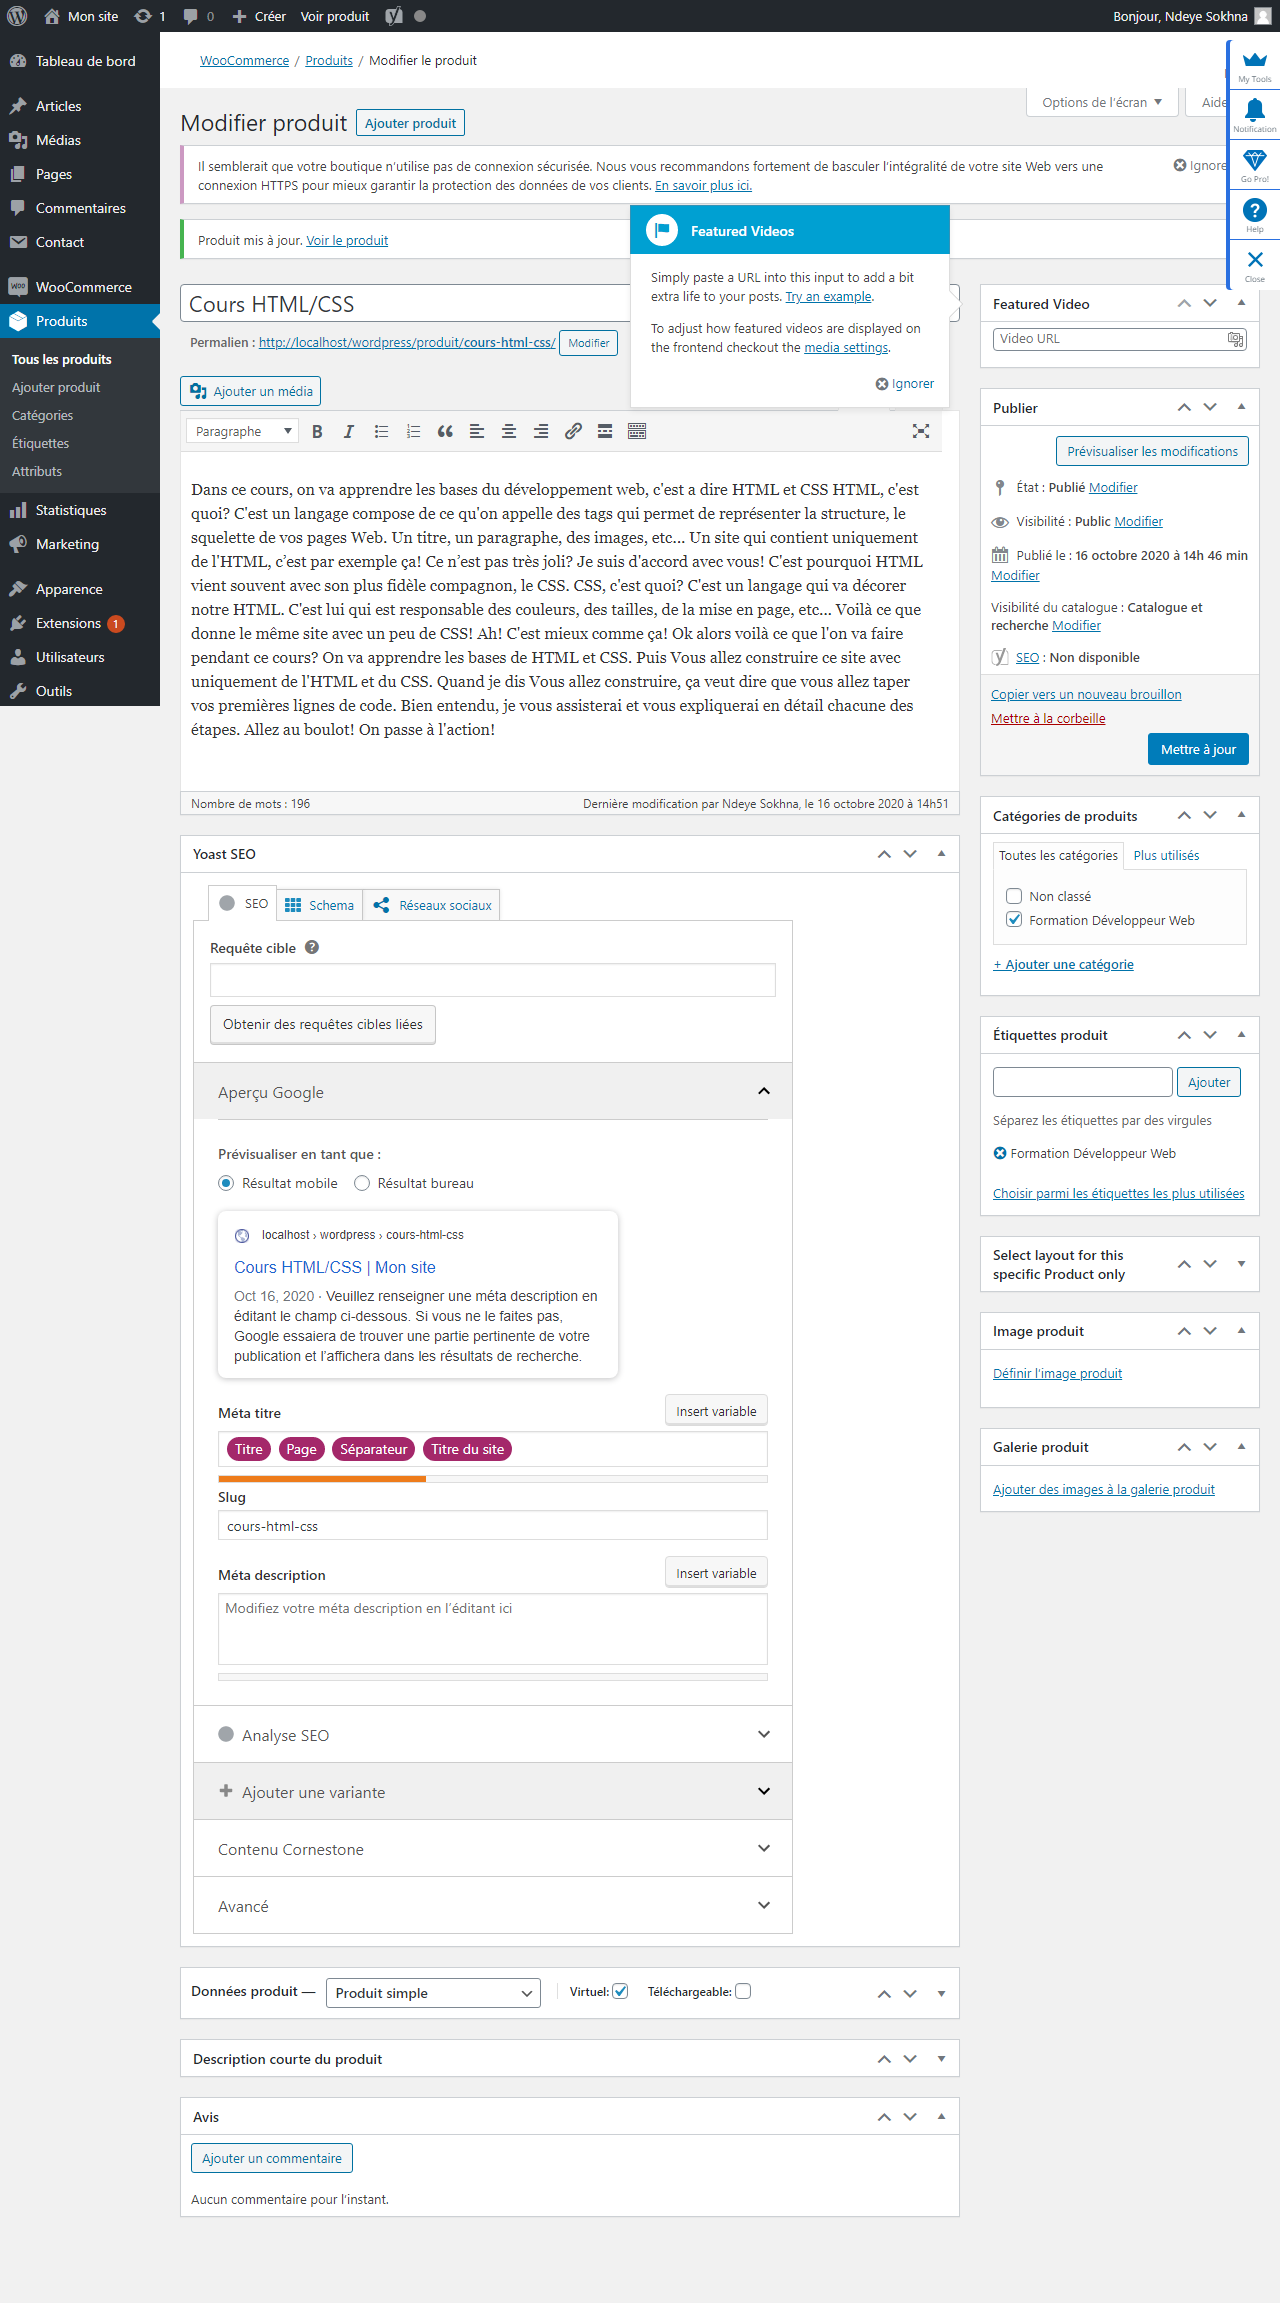 Mon site
1
0
Créer
Voir produit
Bonjour, Ndeye Sokhna
Tableau de bord
Articles
Médias
Pages
Commentaires
Contact
WooCommerce
Produits
Tous les produits
Ajouter produit
Catégories
Étiquettes
Attributs
Statistiques
Marketing
Apparence
Extensions 1
Utilisateurs
Outils
WooCommerce / Produits / Modifier le produit
My Tools
Notification
Go Pro!
Help
Close
Options de l'écran
Aide
Modifier produit
Ajouter produit
Il semblerait que votre boutique n'utilise pas de connexion sécurisée. Nous vous recommandons fortement de basculer l'intégralité de votre site Web vers une
connexion HTTPS pour mieux garantir la protection des données de vos clients. En savoir plus ici.
Ignore
Produit mis à jour. Voir le produit
Featured Videos
Simply paste a URL into this input to add a bit
extra life to your posts. Try an example.
To adjust how featured videos are displayed on
the frontend checkout the media settings.
Ignorer
Cours HTML/CSS
Permalien : http://localhost/wordpress/produit/cours-html-css/
Modifier
Ajouter un média
Paragraphe
Dans ce cours, on va apprendre les bases du développement web, c'est a dire HTML et CSS HTML, c'est
quoi? C'est un langage compose de ce qu'on appelle des tags qui permet de représenter la structure, le
squelette de vos pages Web. Un titre, un paragraphe, des images, etc… Un site qui contient uniquement
de l'HTML, c’est par exemple ça! Ce n’est pas très joli? Je suis d'accord avec vous! C'est pourquoi HTML
vient souvent avec son plus fidèle compagnon, le CSS. CSS, c'est quoi? C'est un langage qui va décorer
notre HTML. C'est lui qui est responsable des couleurs, des tailles, de la mise en page, etc… Voilà ce que
donne le même site avec un peu de CSS! Ah! C'est mieux comme ça! Ok alors voilà ce que l'on va faire
pendant ce cours? On va apprendre les bases de HTML et CSS. Puis Vous allez construire ce site avec
uniquement de l'HTML et du CSS. Quand je dis Vous allez construire, ça veut dire que vous allez taper
vos premières lignes de code. Bien entendu, je vous assisterai et vous expliquerai en détail chacune des
étapes. Allez au boulot! On passe à l'action!
Nombre de mots : 196
Dernière modification par Ndeye Sokhna, le 16 octobre 2020 à 14h51
Yoast SEO
SEO
Schema
Réseaux sociaux
Requête cible
Obtenir des requêtes cibles liées
Aperçu Google
Prévisualiser en tant que :
Résultat mobile
Résultat bureau
localhost › wordpress › cours-html-css
Cours HTML/CSS | Mon site
Oct 16, 2020 · Veuillez renseigner une méta description en
éditant le champ ci-dessous. Si vous ne le faites pas,
Google essaiera de trouver une partie pertinente de votre
publication et l’affichera dans les résultats de recherche.
Méta titre
Insert variable
Titre
Page
Séparateur
Titre du site
Slug
cours-html-css
Méta description
Insert variable
Modifiez votre méta description en l’éditant ici
Analyse SEO
Ajouter une variante
Contenu Cornestone
Avancé
Données produit —
Produit simple
Virtuel:
Téléchargeable:
Description courte du produit
Avis
Ajouter un commentaire
Aucun commentaire pour l’instant.
Featured Video
Video URL
Publier
Prévisualiser les modifications
État : Publié Modifier
Visibilité : Public Modifier
Publié le : 16 octobre 2020 à 14h 46 min
Modifier
Visibilité du catalogue : Catalogue et
recherche Modifier
SEO : Non disponible
Copier vers un nouveau brouillon
Mettre à la corbeille
Mettre à jour
Catégories de produits
Toutes les catégories
Plus utilisés
Non classé
Formation Développeur Web
+ Ajouter une catégorie
Étiquettes produit
Ajouter
Séparez les étiquettes par des virgules
Formation Développeur Web
Choisir parmi les étiquettes les plus utilisées
Select layout for this
specific Product only
Image produit
Définir l’image produit
Galerie produit
Ajouter des images à la galerie produit